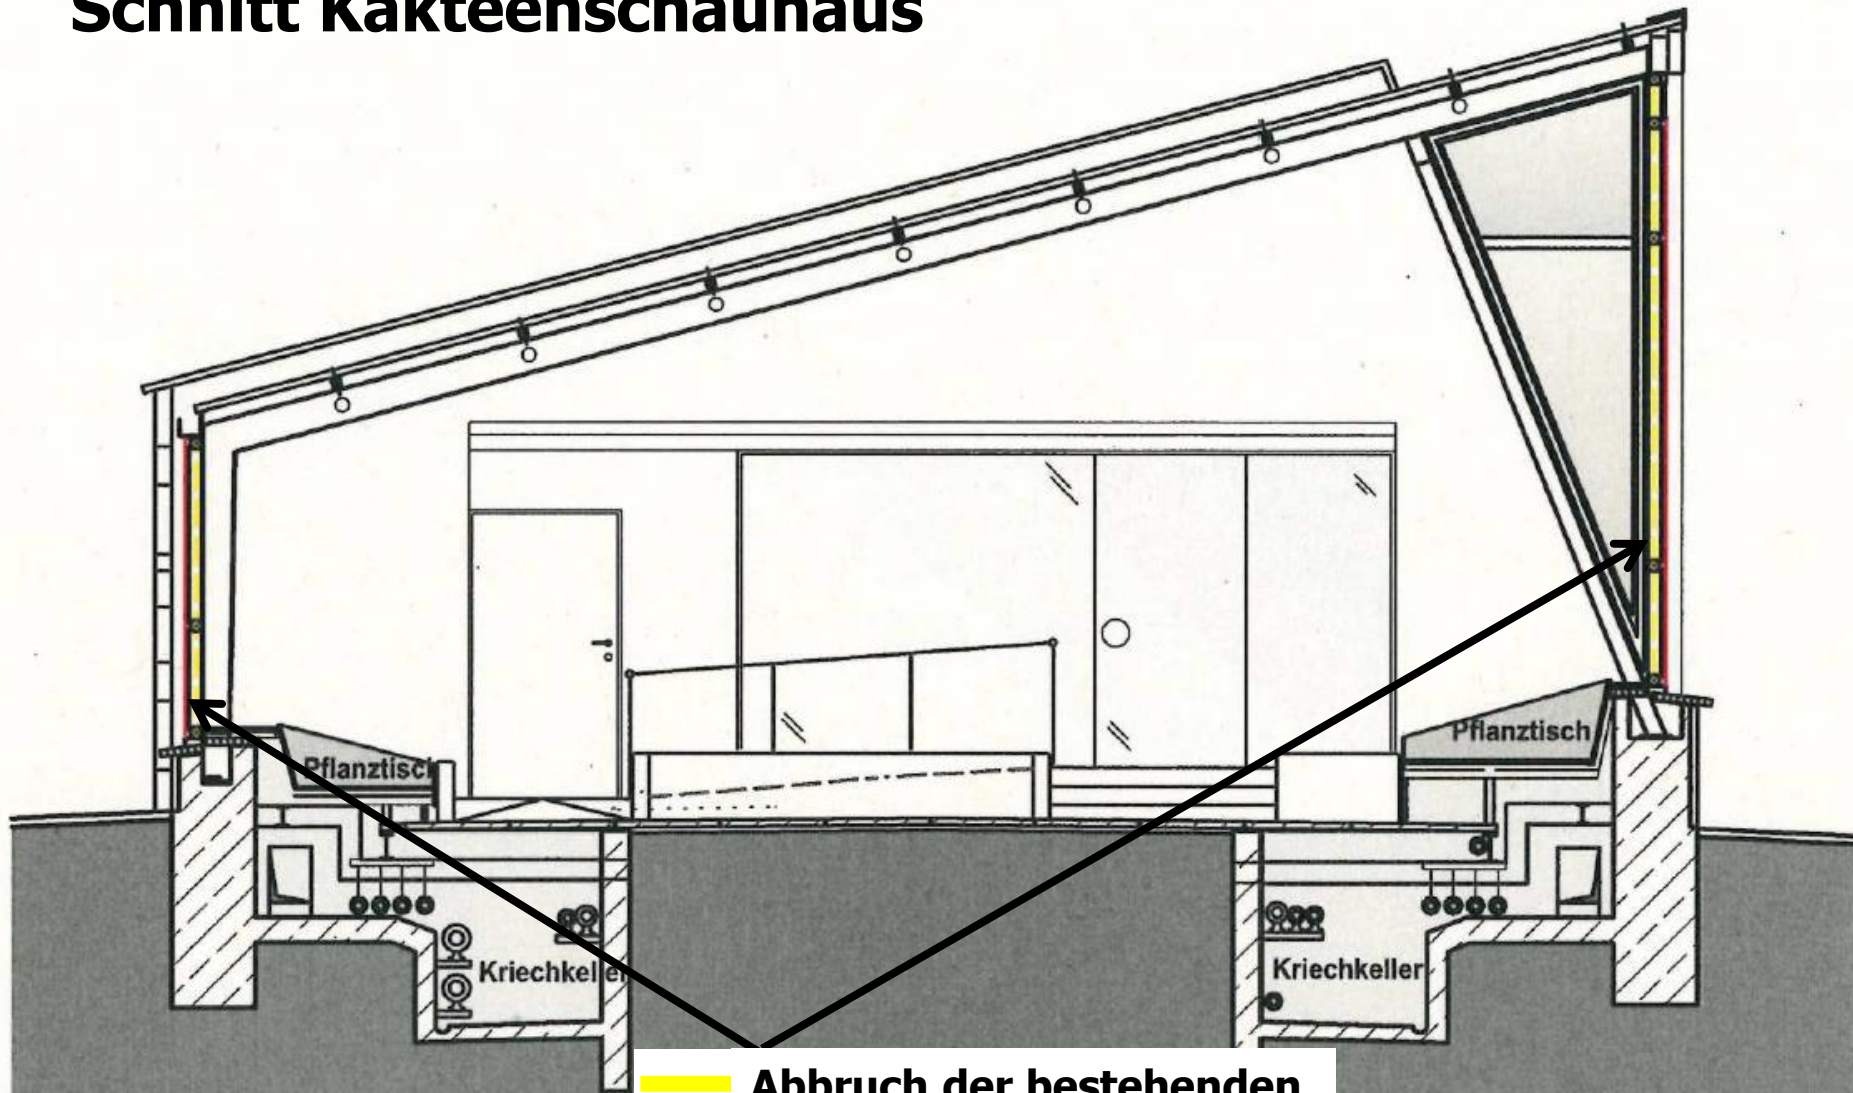 Schnitt Kakteenschauhaus
Pflanztisch
Pflanztisch
Kriechkeller
Kriechkeller
Abbruch der bestehenden